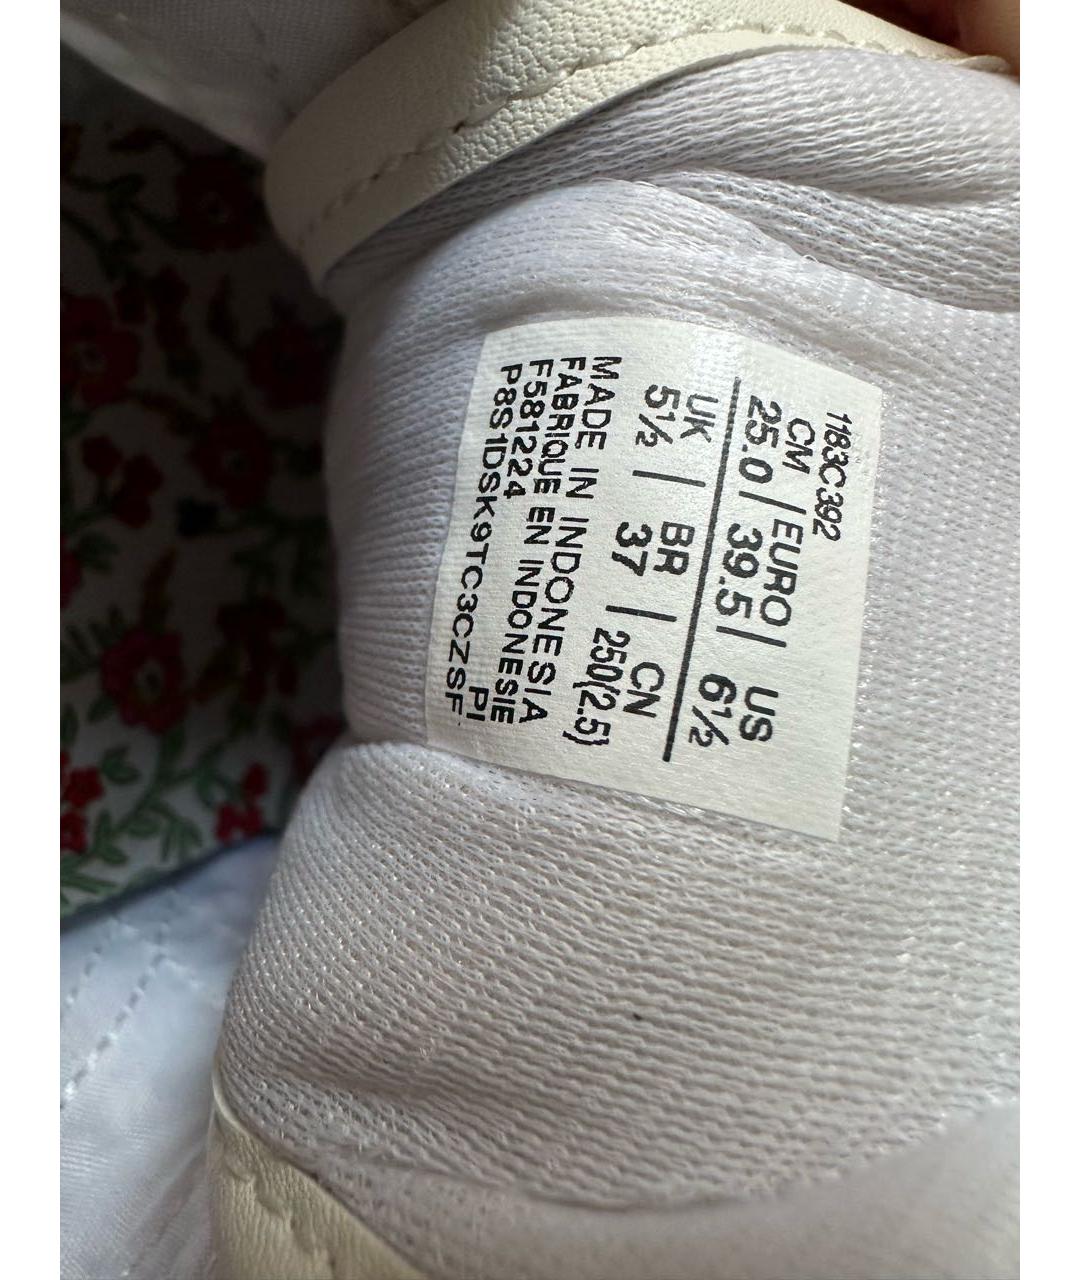 1183C392
CM | EURO | US
25.0 39.5 6½
UK | BR | CN
5½ 37 250(2.5)
MADE IN INDONESIA
FABRIQUE EN INDONESIE
F581224 PI
P8S1DSK9TC3CZSF